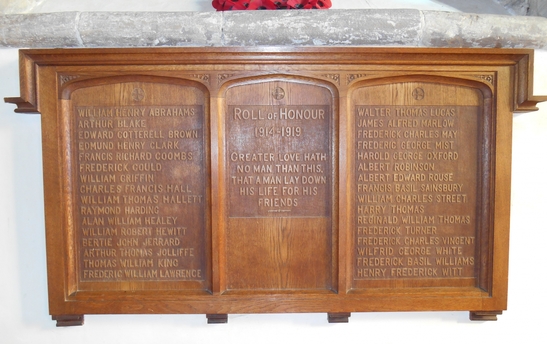 WILLIAM HENRY ABRAHAMS
ARTHUR BLAKE
EDWARD COTTERELL BROWN
EDMUND HENRY CLARK
FRANCIS RICHARD COOMBS
FREDERICK GOULD
WILLIAM GRIFFIN
CHARLES FRANCIS HALL
WILLIAM THOMAS HALLETT
RAYMOND HARDING
ALAN WILLIAM HEALEY
WILLIAM ROBERT HEWITT
BERTIE JOHN JERRARD
ARTHUR THOMAS JOLLIFFE
THOMAS WILLIAM KING
FREDERIC WILLIAM LAWRENCE
ROLL OF HONOUR
1914-1919
GREATER LOVE HATH
NO MAN THAN THIS,
THAT A MAN LAY DOWN
HIS LIFE FOR HIS
FRIENDS
WALTER THOMAS LUCAS
JAMES ALFRED
FREDERICK CHARLES MAY
FREDERIC GEORGE MIST
HAROLD GEORGE OXFORD
ALBERT ROBINSON
ALBERT EDWARD ROUSE
FRANCIS BASIL SAINSBURY
WILLIAM CHARLES STREET
HARRY THOMAS
REGINALD WILLIAM THOMAS
FREDERICK TURNER
FREDERICK CHARLES VINCENT
WILFRID GEORGE WHITE
FREDERICK BASIL WILLIAMS
HENRY FREDERICK WITT